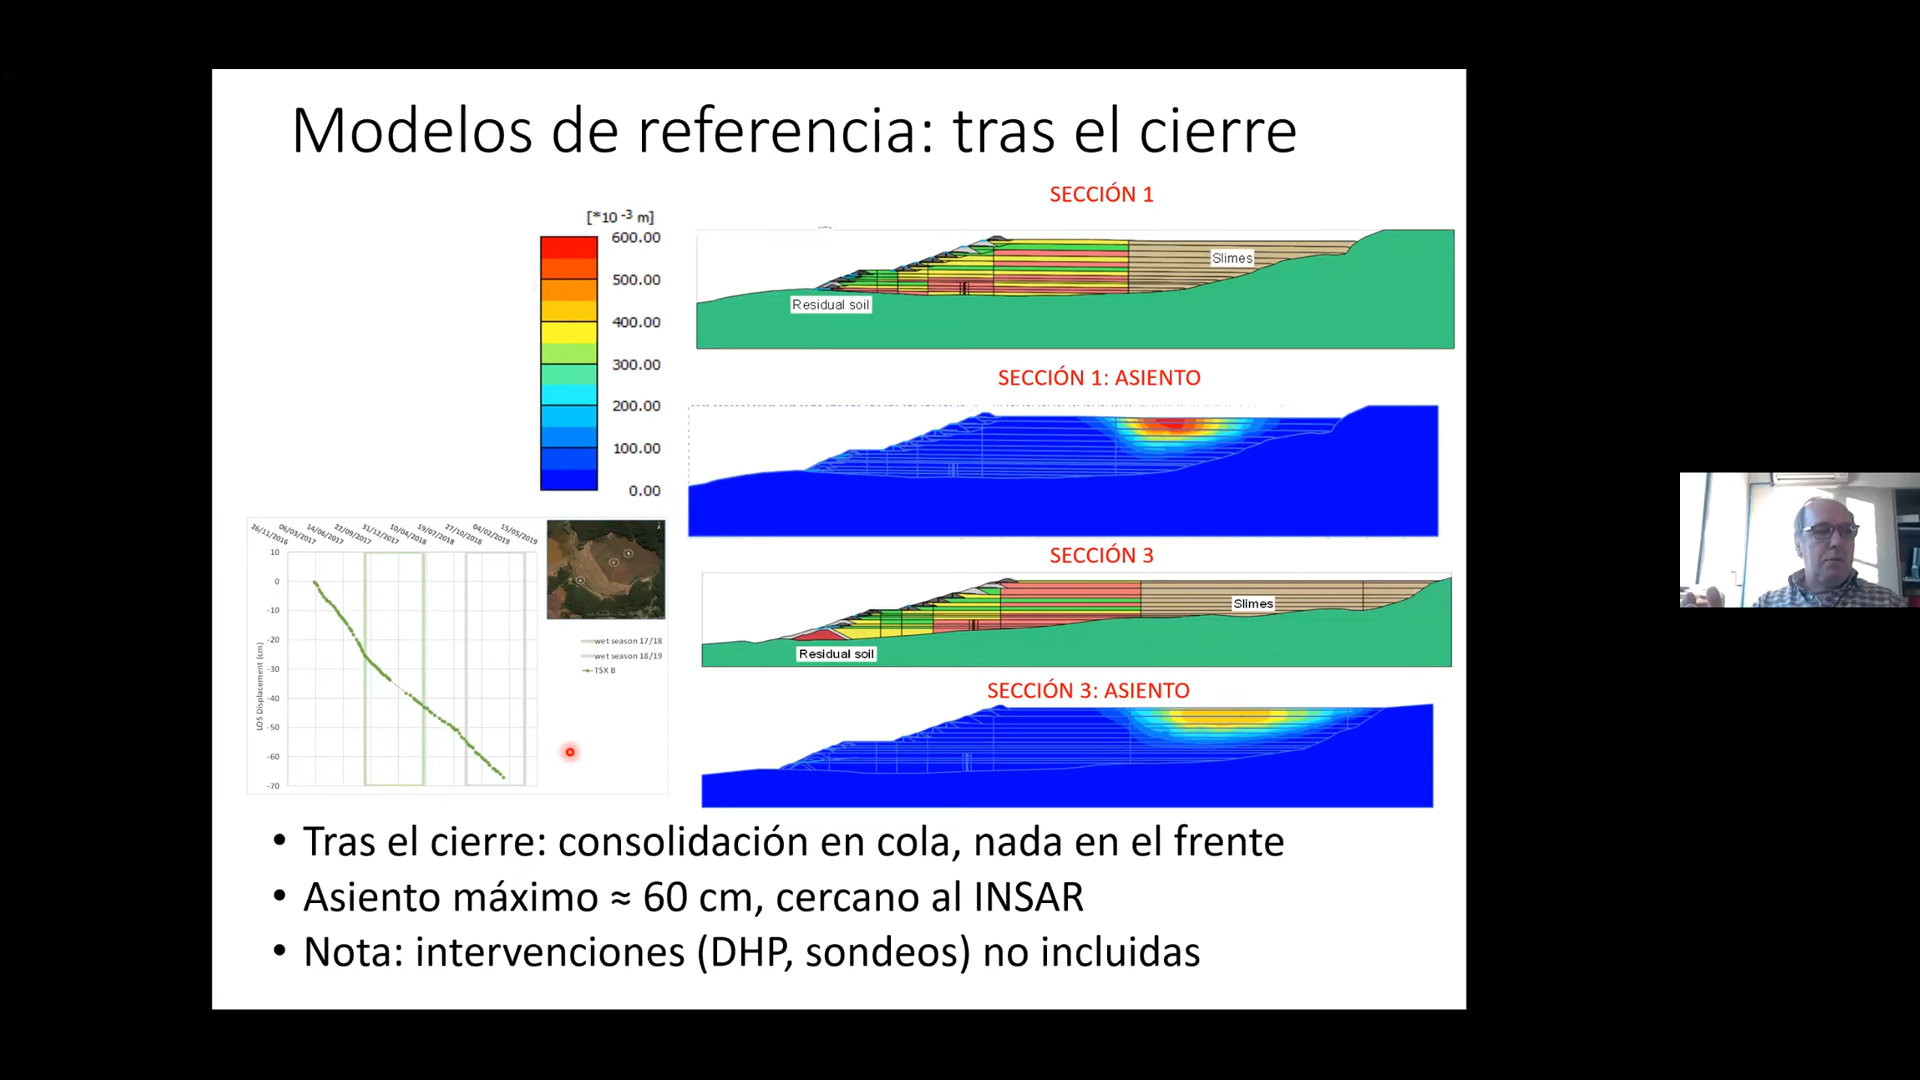 Modelos de referencia: tras el cierre
SECCIÓN 1
[*10 -3 m]
600.00
500.00
400.00
300.00
200.00
100.00
0.00
Slimes
Residual soil
SECCIÓN 1: ASIENTO
SECCIÓN 3
Slimes
Residual soil
SECCIÓN 3: ASIENTO
26/11/2016
06/03/2017
14/06/2017
22/09/2017
31/12/2017
10/04/2018
19/07/2018
27/10/2018
04/02/2019
15/05/2019
10
0
-10
-20
-30
-40
-50
-60
-70
LOS Displacement (cm)
wet season 17/18
wet season 18/19
TSX B
• Tras el cierre: consolidación en cola, nada en el frente
• Asiento máximo ≈ 60 cm, cercano al INSAR
• Nota: intervenciones (DHP, sondeos) no incluidas